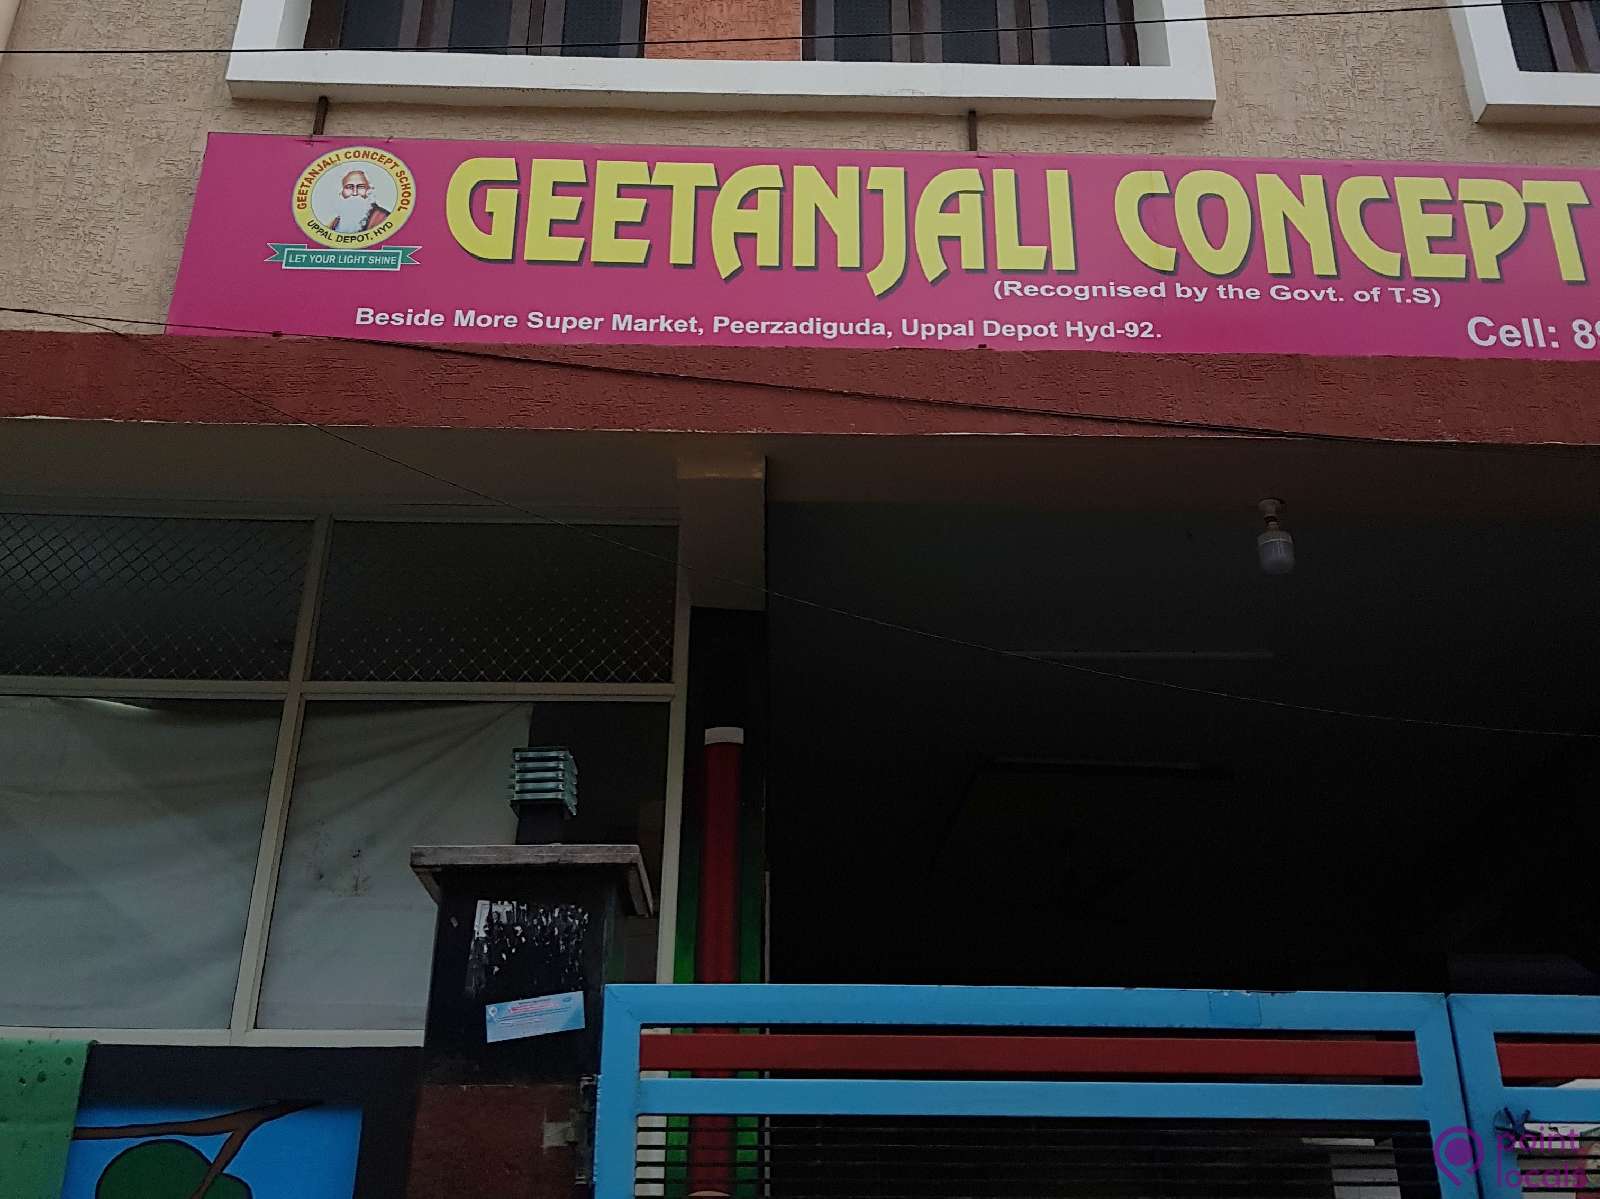 GEETANJALI CONCEPT SCHOOL
UPPAL DEPOT, HYD
LET YOUR LIGHT SHINE
GEETANJALI CONCEPT
(Recognised by the Govt. of T.S)
Beside More Super Market, Peerzadiguda, Uppal Depot Hyd-92.
Cell: 89
point
locals